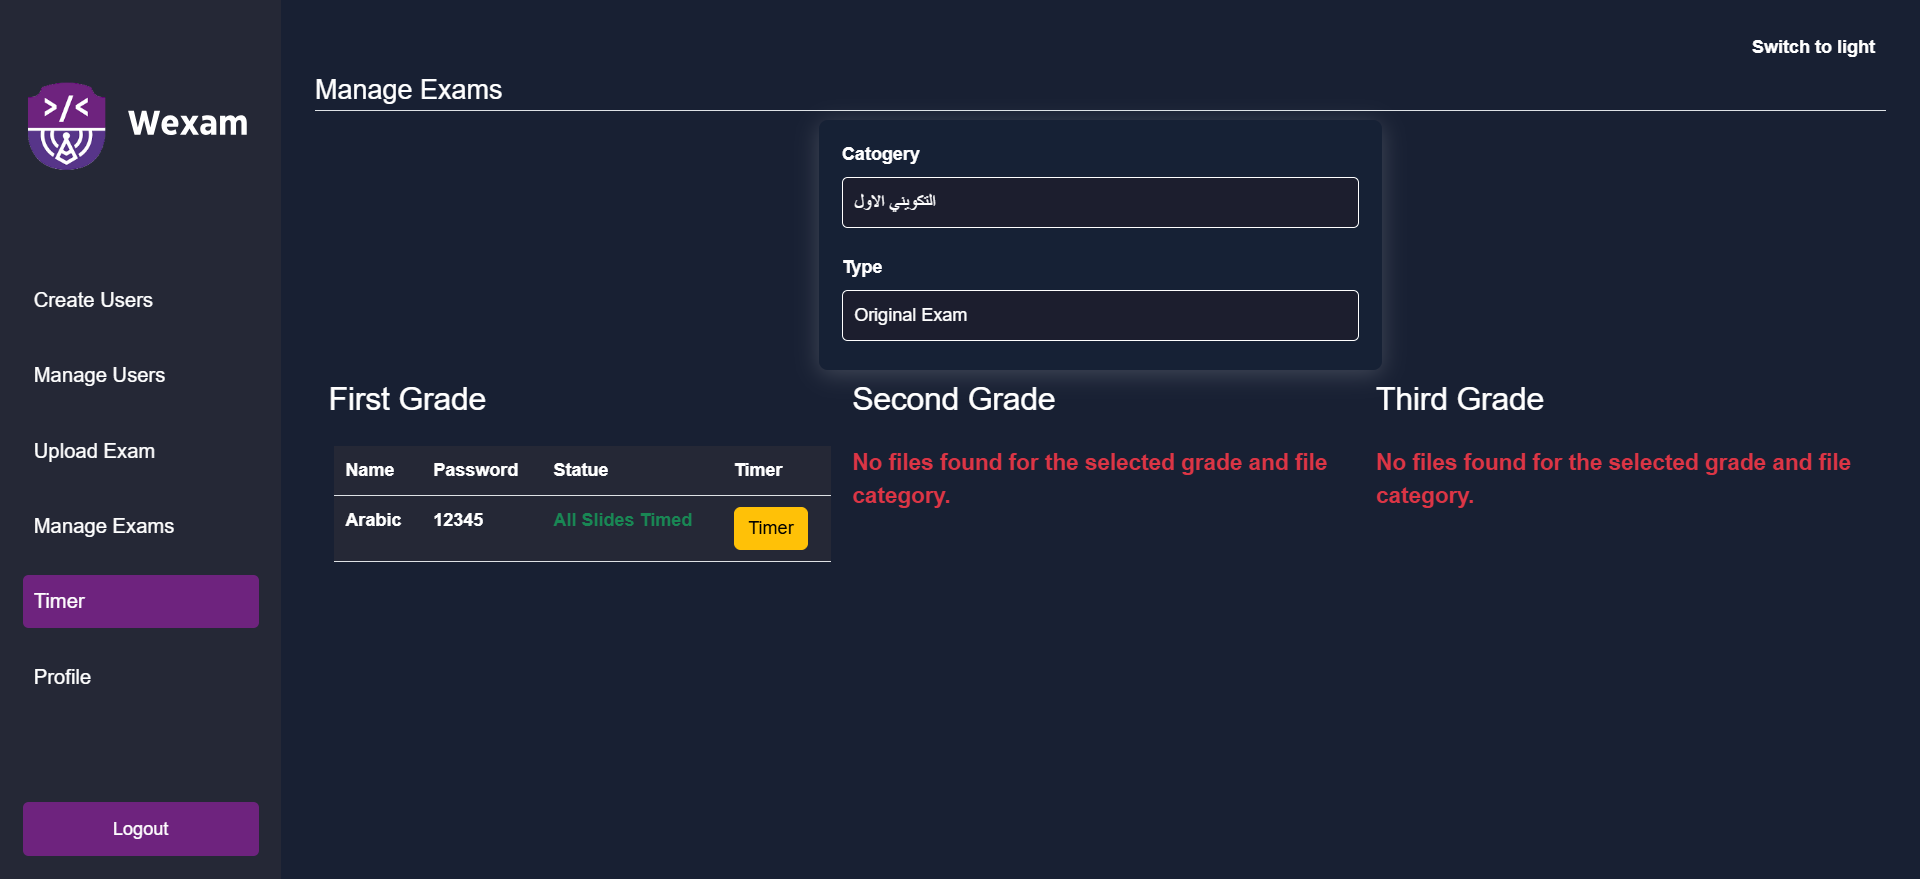 Switch to light
Wexam
Create Users
Manage Users
Upload Exam
Manage Exams
Timer
Profile
Logout
Manage Exams
Catogery
التكويني الاول
Type
Original Exam
First Grade
Name Password Statue Timer
Arabic 12345 All Slides Timed Timer
Second Grade
No files found for the selected grade and file
category.
Third Grade
No files found for the selected grade and file
category.